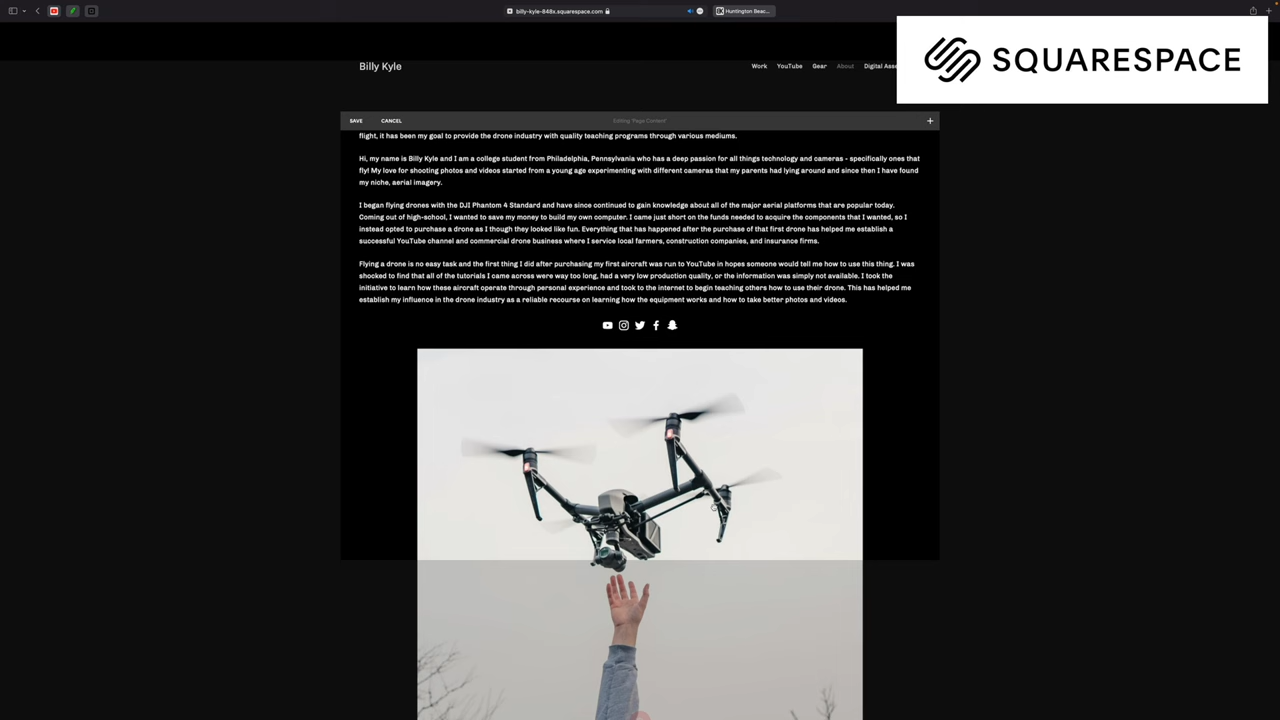 billy-kyle-848s.squarespace.com
Huntington Beac...
SQUARESPACE
Billy Kyle
Work YouTube Gear About Digital Asse
SAVE CANCEL Editing 'Page Content'
flight, it has been my goal to provide the drone industry with quality teaching programs through various mediums.
Hi, my name is Billy Kyle and I am a college student from Philadelphia, Pennsylvania who has a deep passion for all things technology and cameras - specifically ones that
fly! My love for shooting photos and videos started from a young age experimenting with different cameras that my parents had lying around and since then I have found
my niche, aerial imagery.
I began flying drones with the DJI Phantom 4 Standard and have since continued to gain knowledge about all of the major aerial platforms that are popular today.
Coming out of high-school, I wanted to save my money to build my own computer. I came just short on the funds needed to acquire the components that I wanted, so I
instead opted to purchase a drone as I though they looked like fun. Everything that has happened after the purchase of that first drone has helped me establish a
successful YouTube channel and commercial drone business where I service local farmers, construction companies, and insurance firms.
Flying a drone is no easy task and the first thing I did after purchasing my first aircraft was run to YouTube in hopes someone would tell me how to use this thing. I was
shocked to find that all of the tutorials I came across were way too long, had a very low production quality, or the information was simply not available. I took the
initiative to learn how these aircraft operate through personal experience and took to the internet to begin teaching others how to use their drone. This has helped me
establish my influence in the drone industry as a reliable recourse on learning how the equipment works and how to take better photos and videos.